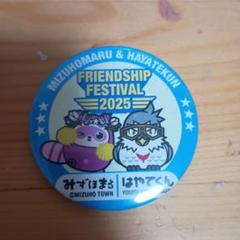 MIZUHOMARU & HAYATEKUN
FRIENDSHIP
FESTIVAL
2025
みずほまる
©MIZUHO TOWN
はやてくん